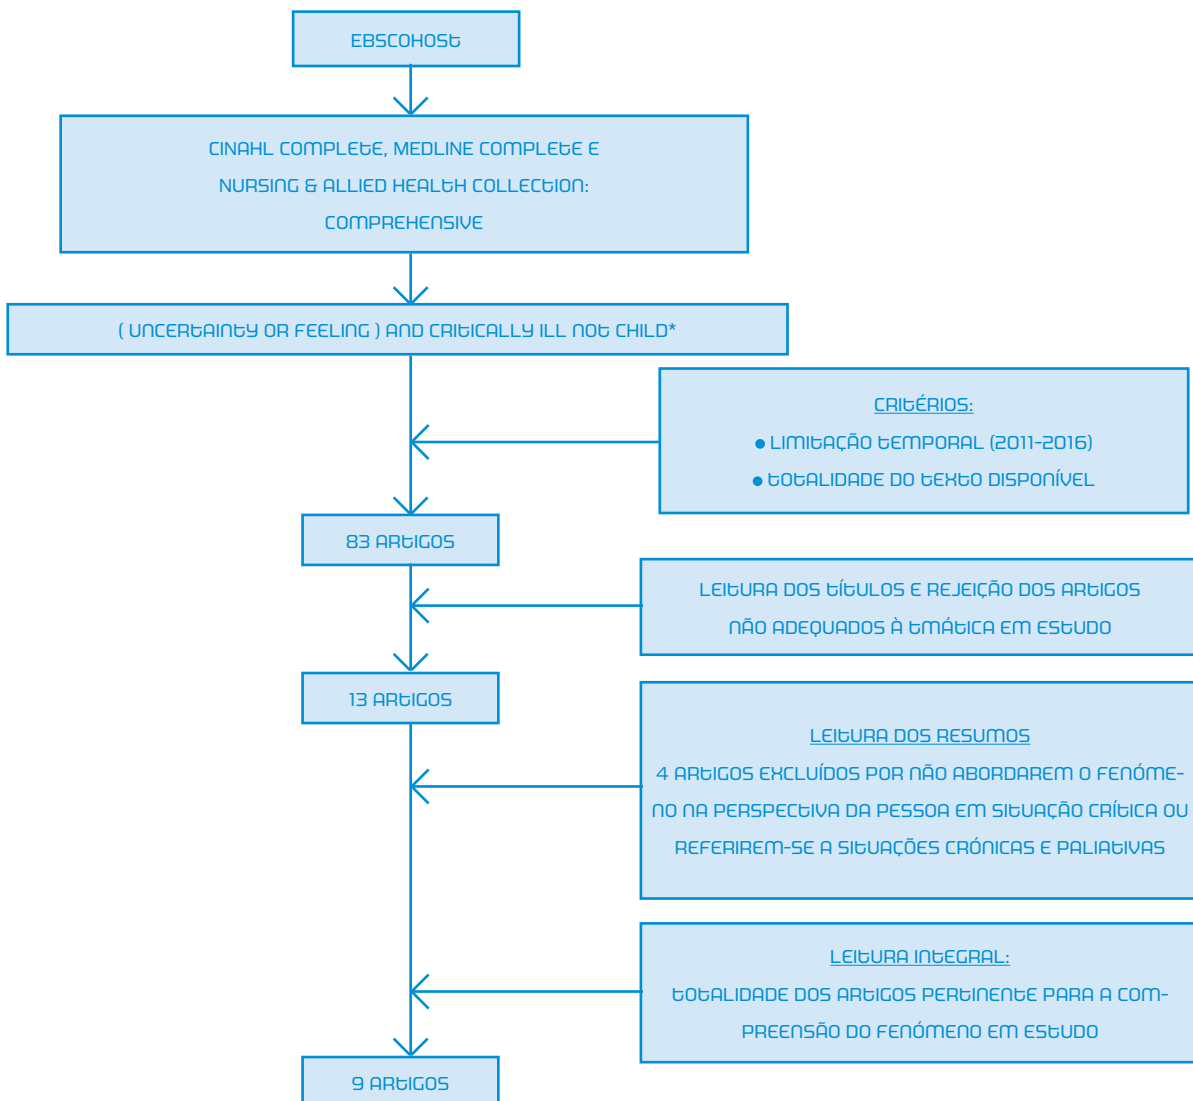 EBSCOHOST
CINAHL COMPLETE, MEDLINE COMPLETE E
NURSING & ALLIED HEALTH COLLECTION:
COMPREHENSIVE
( UNCERTAINTY OR FEELING ) AND CRITICALLY ILL NOT CHILD*
CRITÉRIOS:
● LIMITAÇÃO TEMPORAL (2011-2016)
● TOTALIDADE DO TEXTO DISPONÍVEL
83 ARTIGOS
LEITURA DOS TÍTULOS E REJEIÇÃO DOS ARTIGOS
NÃO ADEQUADOS À TMÁTICA EM ESTUDO
13 ARTIGOS
LEITURA DOS RESUMOS
4 ARTIGOS EXCLUÍDOS POR NÃO ABORDAREM O FENÓME-
NO NA PERSPECTIVA DA PESSOA EM SITUAÇÃO CRÍTICA OU
REFERIREM-SE A SITUAÇÕES CRÓNICAS E PALIATIVAS
LEITURA INTEGRAL:
TOTALIDADE DOS ARTIGOS PERTINENTE PARA A COM-
PREENSÃO DO FENÓMENO EM ESTUDO
9 ARTIGOS